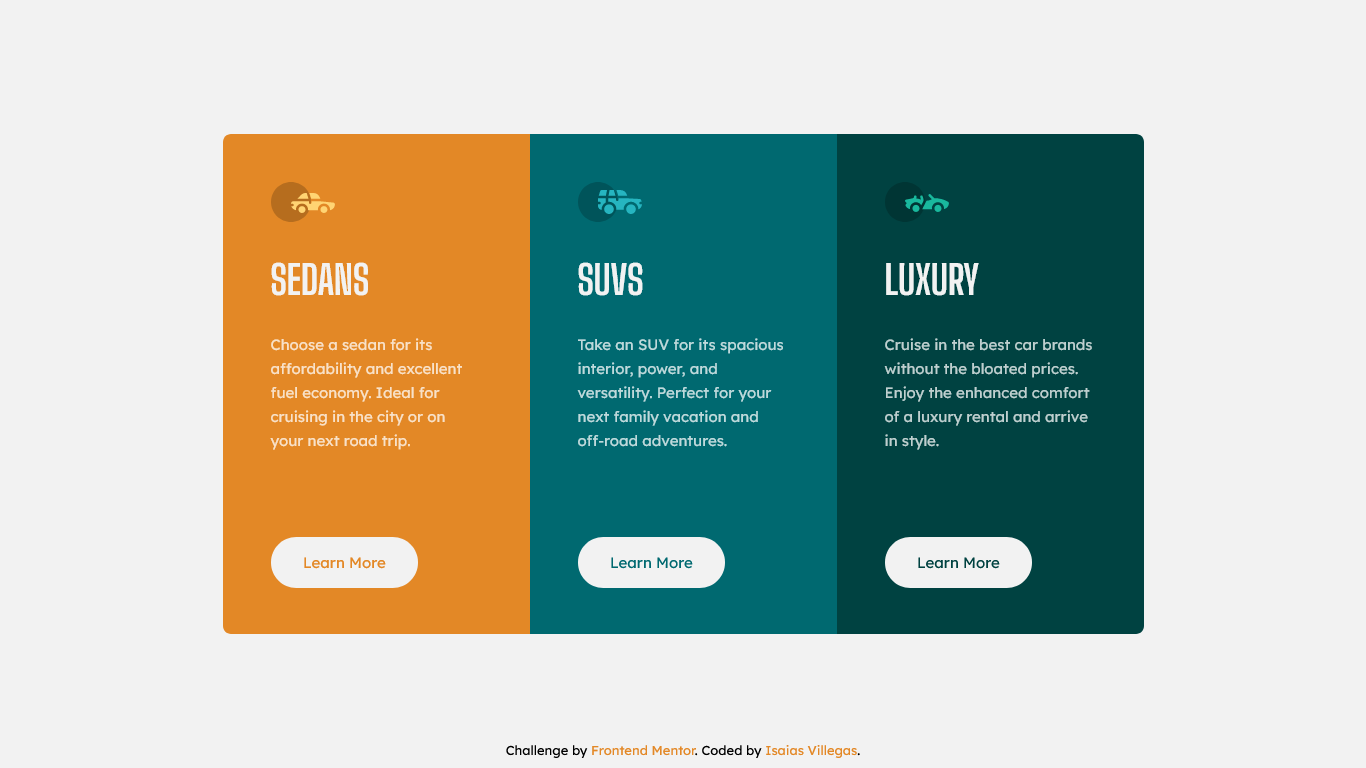 SEDANS
Choose a sedan for its
affordability and excellent
fuel economy. Ideal for
cruising in the city or on
your next road trip.
Learn More
SUVS
Take an SUV for its spacious
interior, power, and
versatility. Perfect for your
next family vacation and
off-road adventures.
Learn More
LUXURY
Cruise in the best car brands
without the bloated prices.
Enjoy the enhanced comfort
of a luxury rental and arrive
in style.
Learn More
Challenge by Frontend Mentor. Coded by Isaias Villegas.